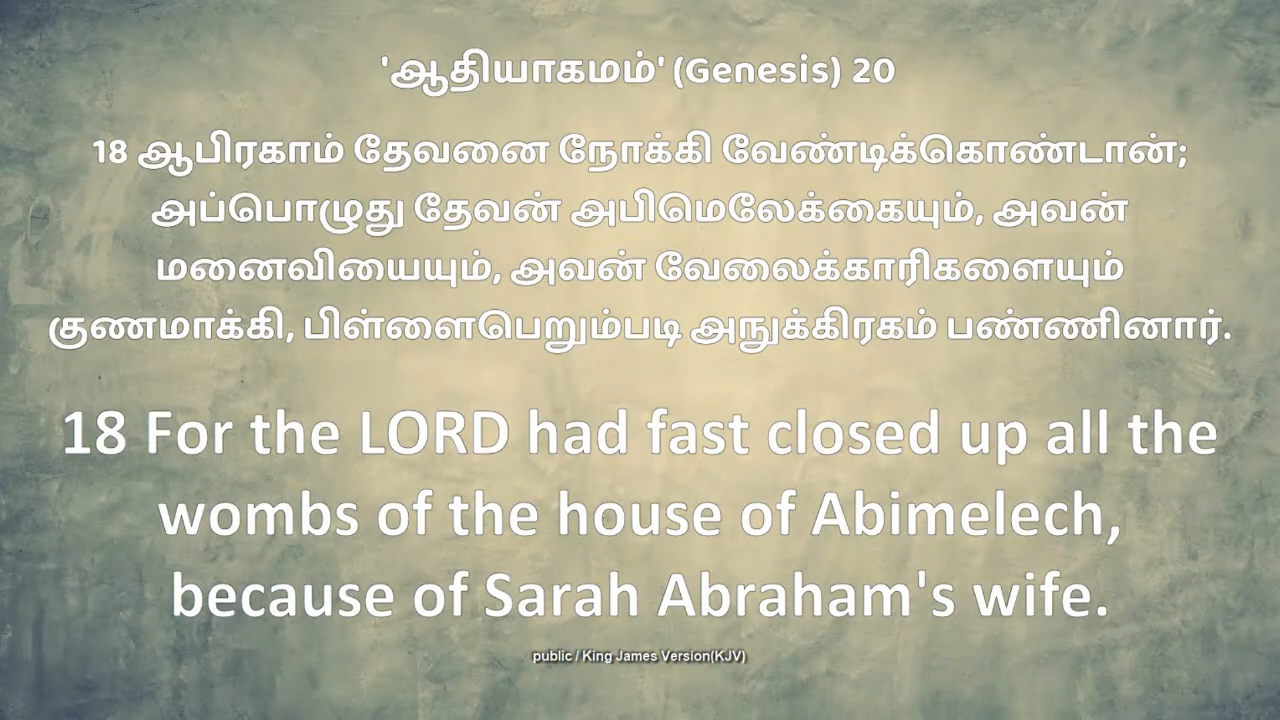 'ஆதியாகமம்' (Genesis) 20
18 ஆபிரகாம் தேவனை நோக்கி வேண்டிக்கொண்டான்;
அப்பொழுது தேவன் அபிமெலேக்கையும், அவன்
மனைவியையும், அவன் வேலைக்காரிகளையும்
குணமாக்கி, பிள்ளைபெறும்படி அநுக்கிரகம் பண்ணினார்.
18 For the LORD had fast closed up all the
wombs of the house of Abimelech,
because of Sarah Abraham's wife.
public / King James Version(KJV)